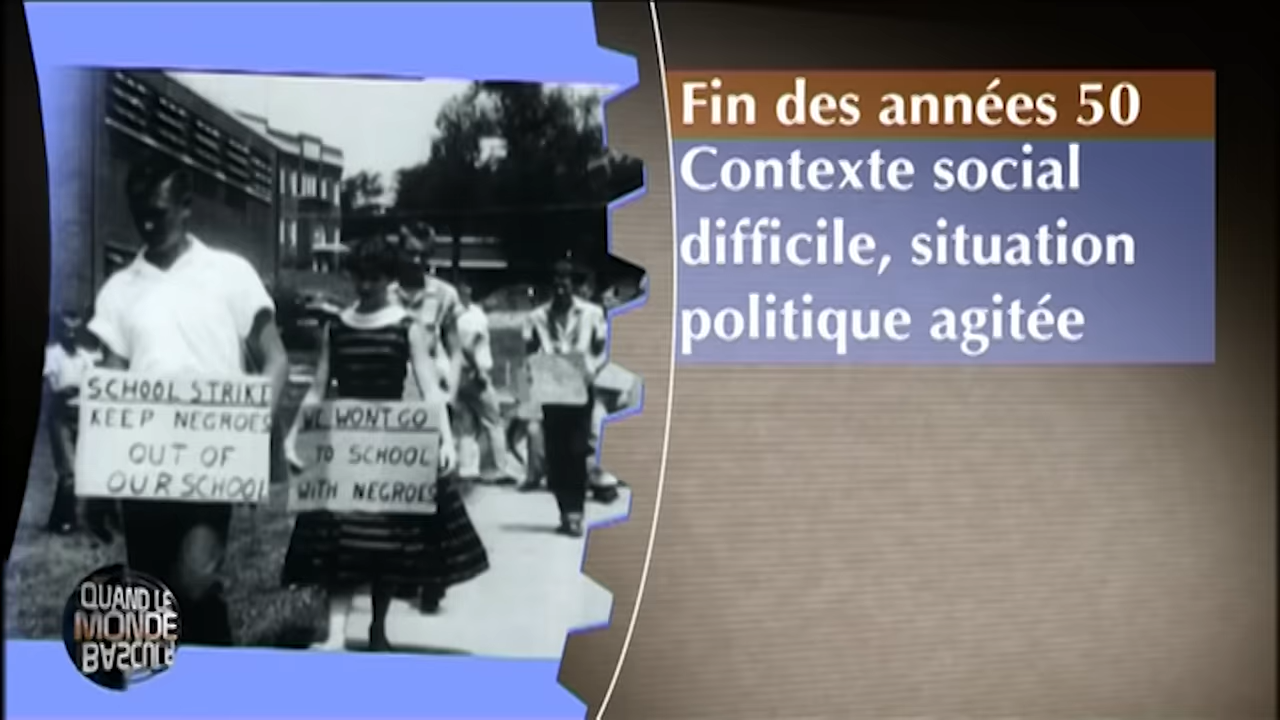 Fin des années 50
Contexte social
difficile, situation
politique agitée
SCHOOL STRIKE
KEEP NEGROES
OUT OF
OUR SCHOOL
WE WONT GO
TO SCHOOL
WITH NEGROES
QUAND LE
MONDE
BASCULE